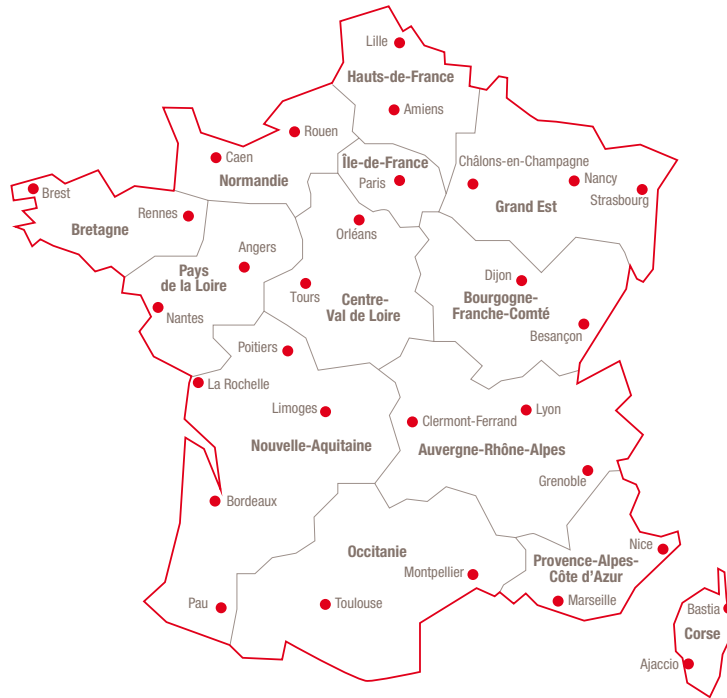 Lille
Hauts-de-France
Amiens
Rouen
Caen
Normandie
Île-de-France
Paris
Châlons-en-Champagne
Nancy
Strasbourg
Grand Est
Brest
Rennes
Bretagne
Orléans
Angers
Pays
de la Loire
Nantes
Tours
Centre-
Val de Loire
Dijon
Bourgogne-
Franche-Comté
Besançon
Poitiers
La Rochelle
Limoges
Nouvelle-Aquitaine
Clermont-Ferrand
Lyon
Auvergne-Rhône-Alpes
Grenoble
Bordeaux
Occitanie
Montpellier
Nice
Provence-Alpes-
Côte d'Azur
Marseille
Pau
Toulouse
Bastia
Corse
Ajaccio